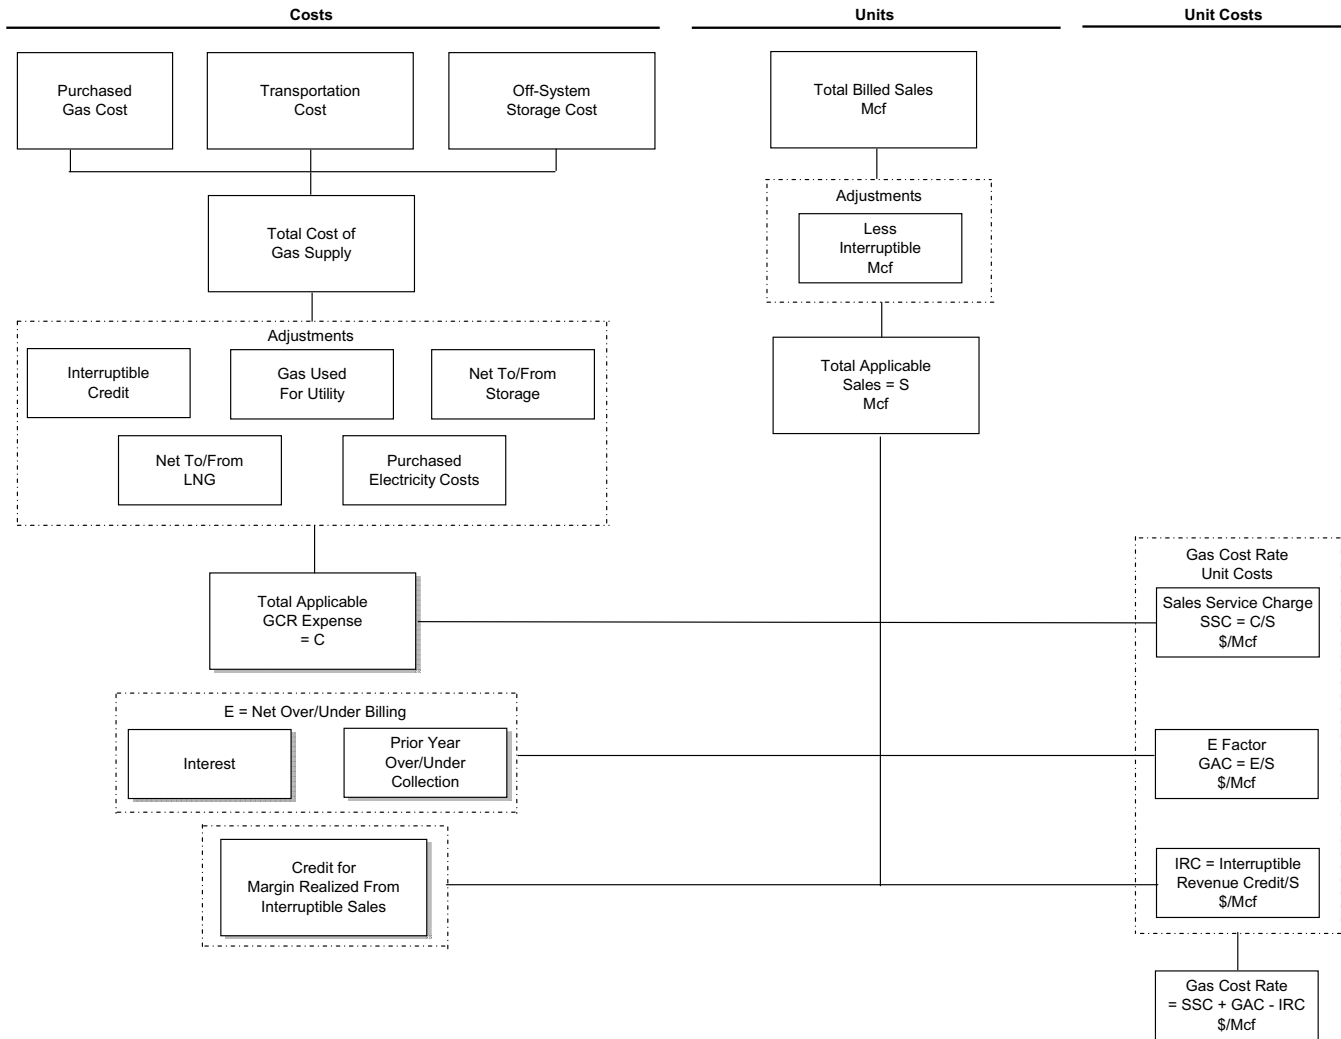 Costs
Units
Unit Costs
Purchased
Gas Cost
Transportation
Cost
Off-System
Storage Cost
Total Billed Sales
Mcf
Total Cost of
Gas Supply
Adjustments
Less
Interruptible
Mcf
Adjustments
Interruptible
Credit
Gas Used
For Utility
Net To/From
Storage
Net To/From
LNG
Purchased
Electricity Costs
Total Applicable
Sales = S
Mcf
Total Applicable
GCR Expense
= C
Gas Cost Rate
Unit Costs
Sales Service Charge
SSC = C/S
$/Mcf
E = Net Over/Under Billing
Interest
Prior Year
Over/Under
Collection
E Factor
GAC = E/S
$/Mcf
Credit for
Margin Realized From
Interruptible Sales
IRC = Interruptible
Revenue Credit/S
$/Mcf
Gas Cost Rate
= SSC + GAC - IRC
$/Mcf